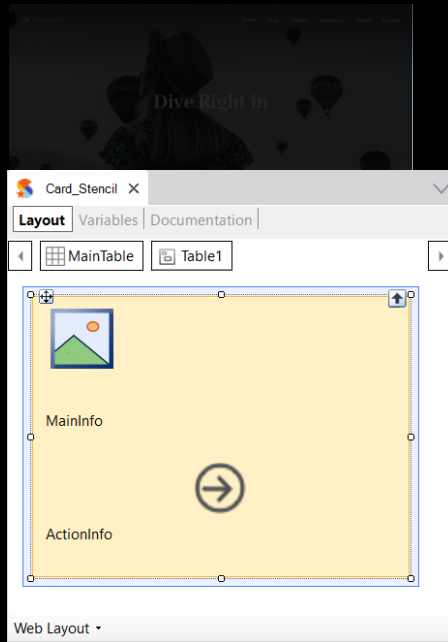 Dive Right in
Card_Stencil
Layout Variables Documentation
MainTable Table1
MainInfo
ActionInfo
Web Layout